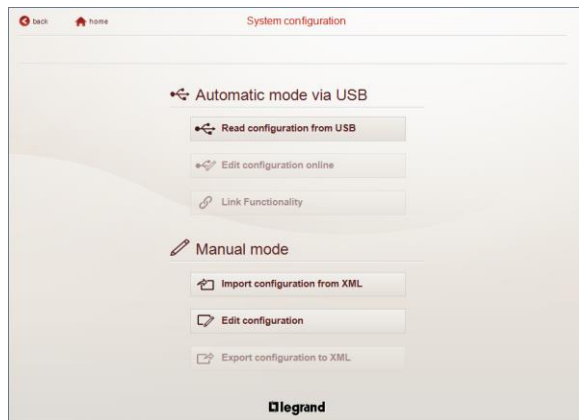 back home System configuration
Automatic mode via USB
Read configuration from USB
Edit configuration online
Link Functionality
Manual mode
Import configuration from XML
Edit configuration
Export configuration to XML
legrand